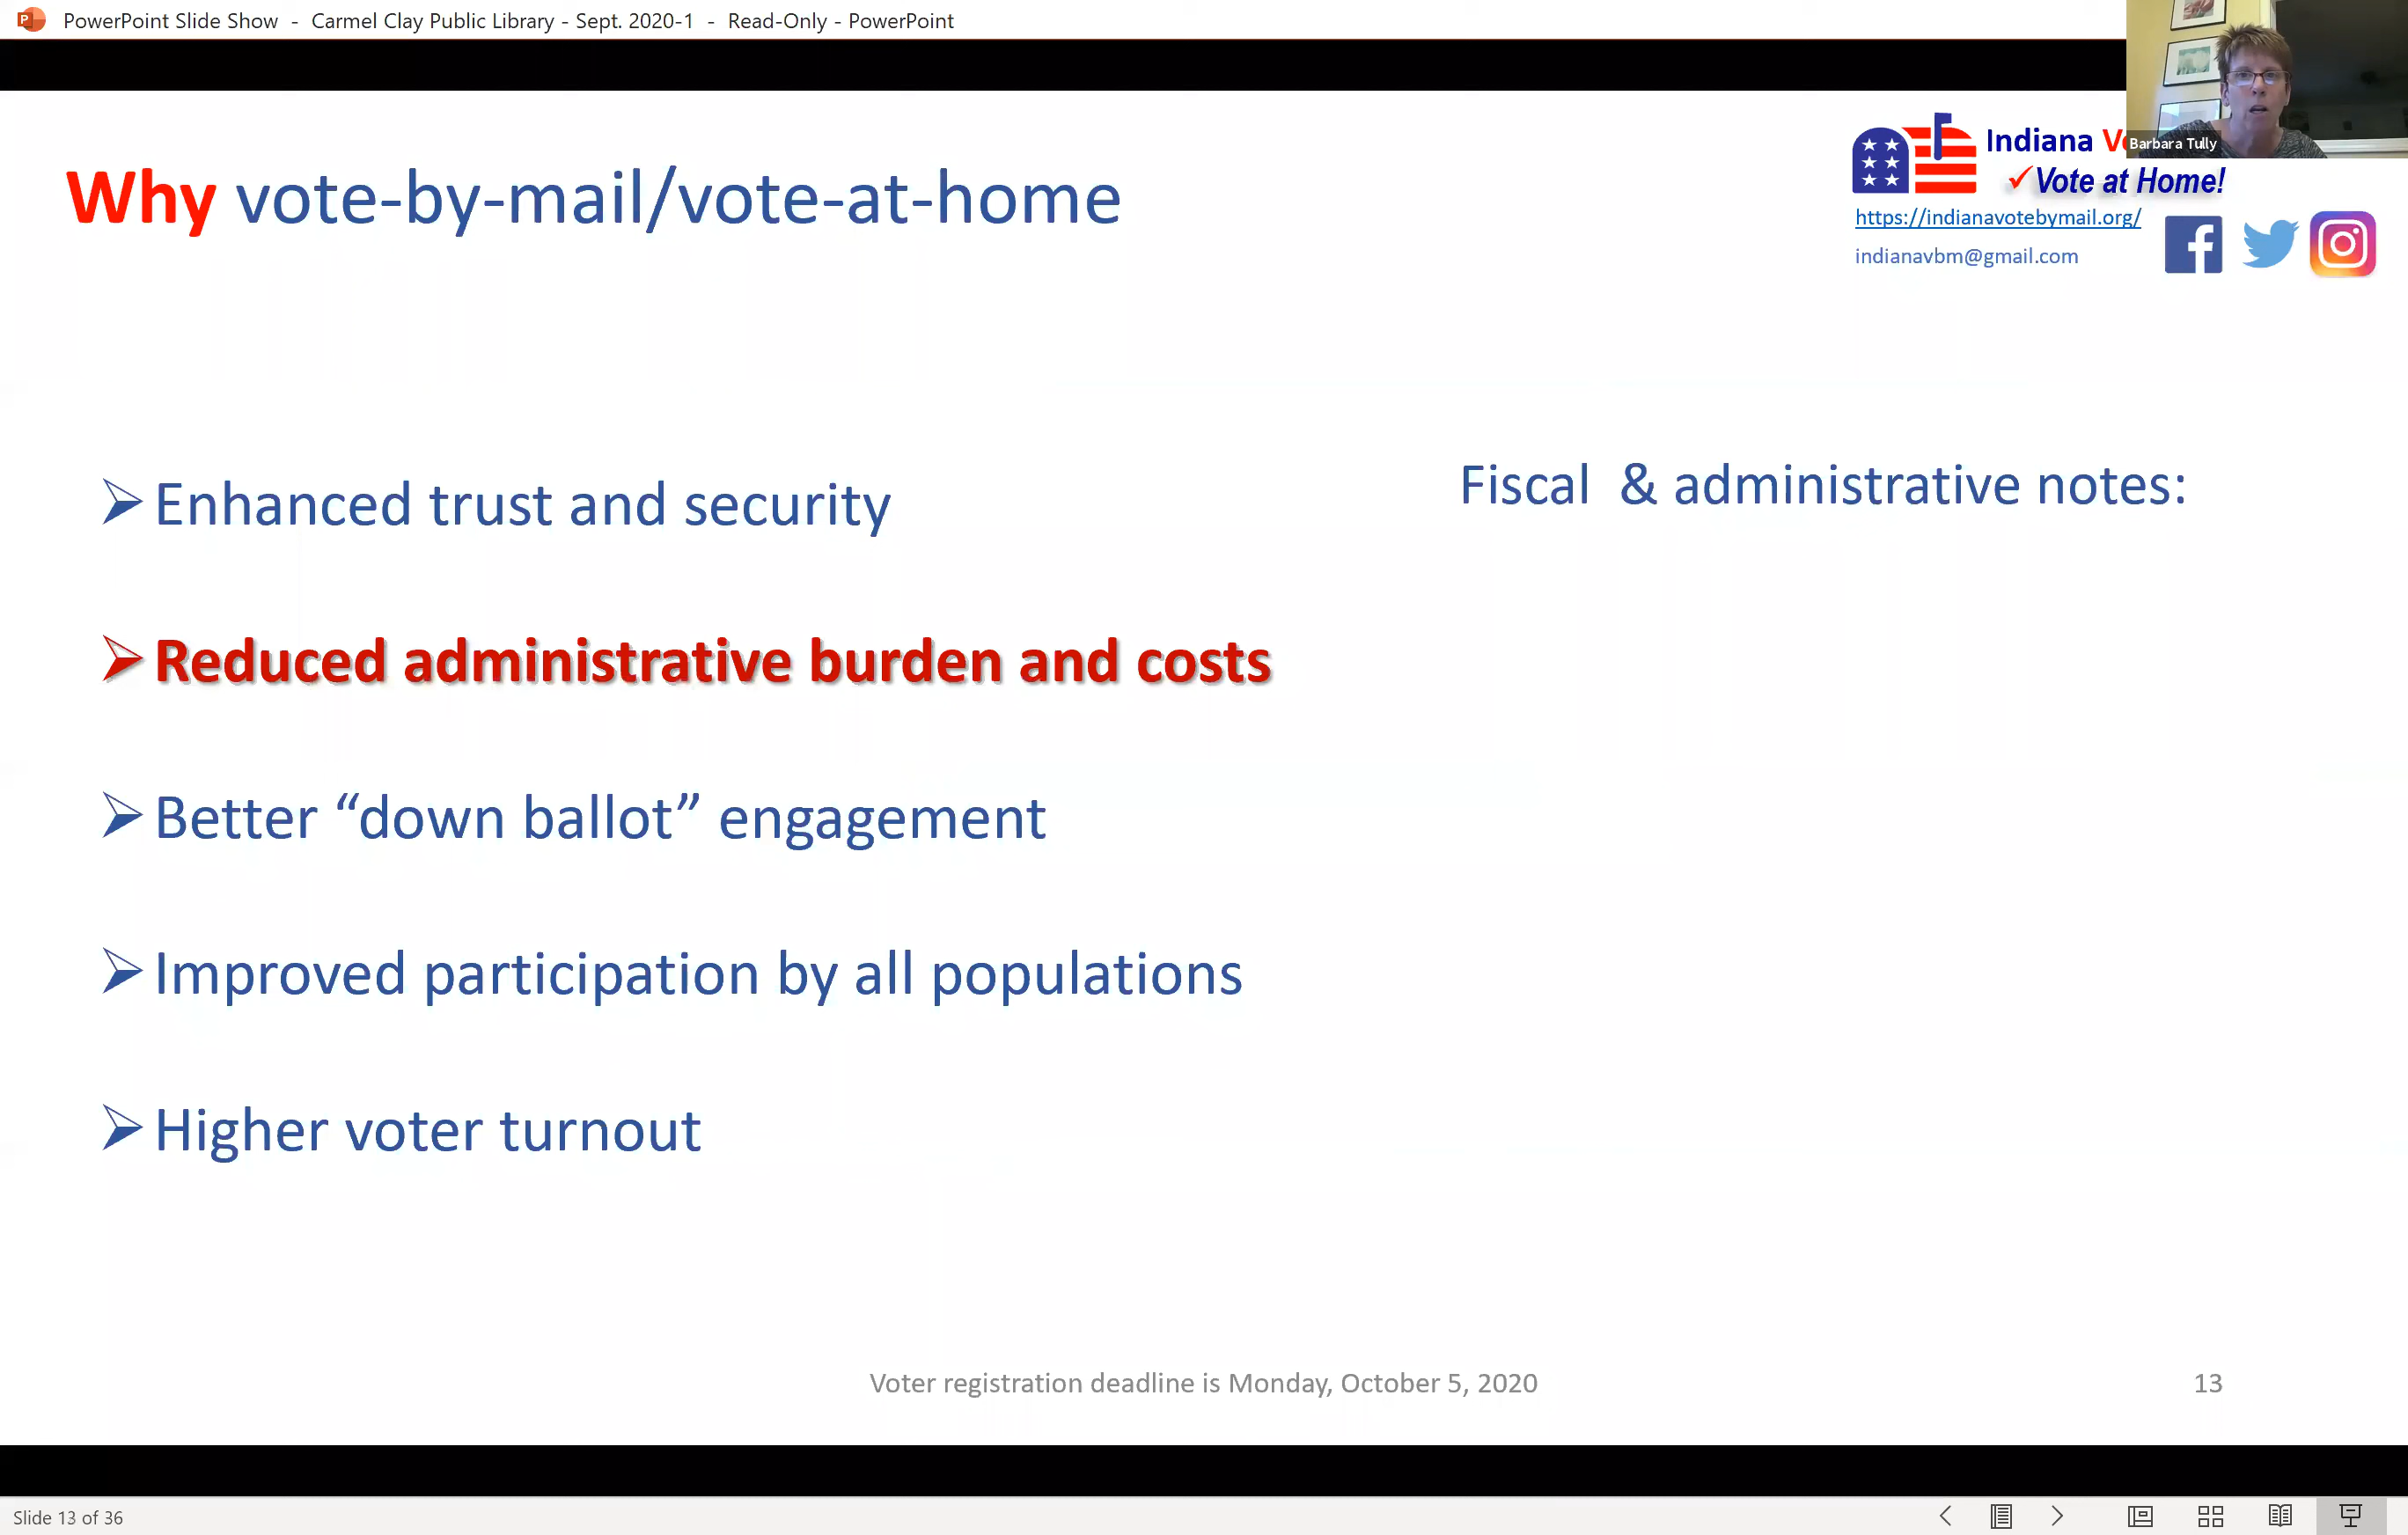 PowerPoint Slide Show - Carmel Clay Public Library - Sept. 2020-1 - Read-Only - PowerPoint
Barbara Tully
Indiana
Vote at Home!
https://indianavotebymail.org/
indianavbm@gmail.com
Why vote-by-mail/vote-at-home
Enhanced trust and security
Reduced administrative burden and costs
Better “down ballot” engagement
Improved participation by all populations
Higher voter turnout
Fiscal & administrative notes:
Voter registration deadline is Monday, October 5, 2020
13
Slide 13 of 36